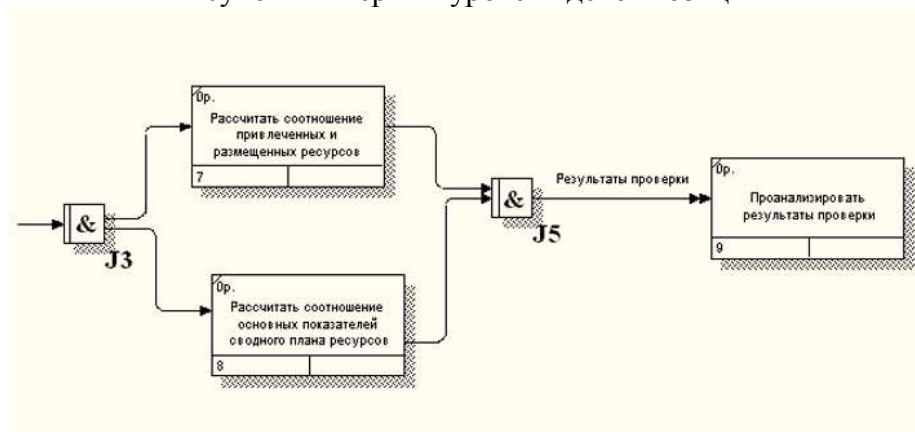 0р.
Рассчитать соотношение
привлеченных и
размещенных ресурсов
7
&
J3
0р.
Рассчитать соотношение
основных показателей
сводного плана ресурсов
8
&
J5
Результаты проверки
0р.
Проанализировать
результаты проверки
9